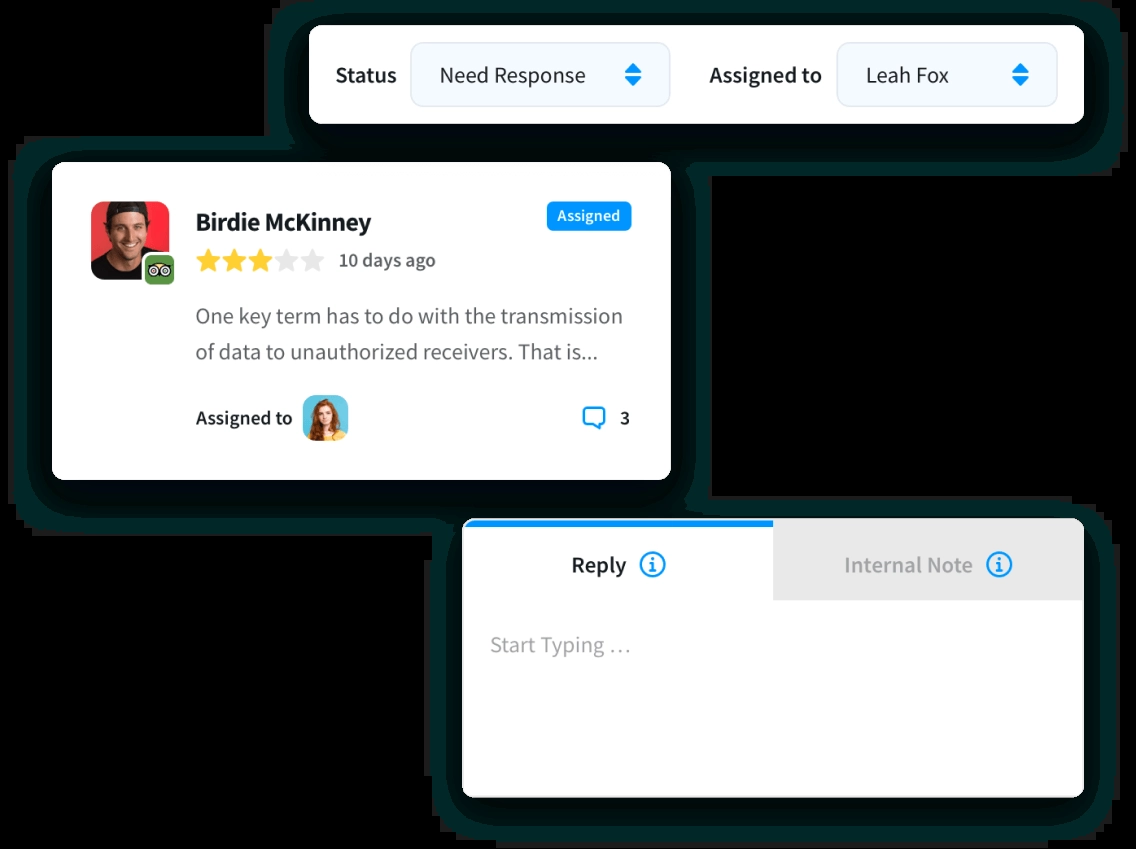 Status Need Response Assigned to Leah Fox
Birdie McKinney Assigned
10 days ago
One key term has to do with the transmission
of data to unauthorized receivers. That is...
Assigned to 3
Reply Internal Note
Start Typing ...